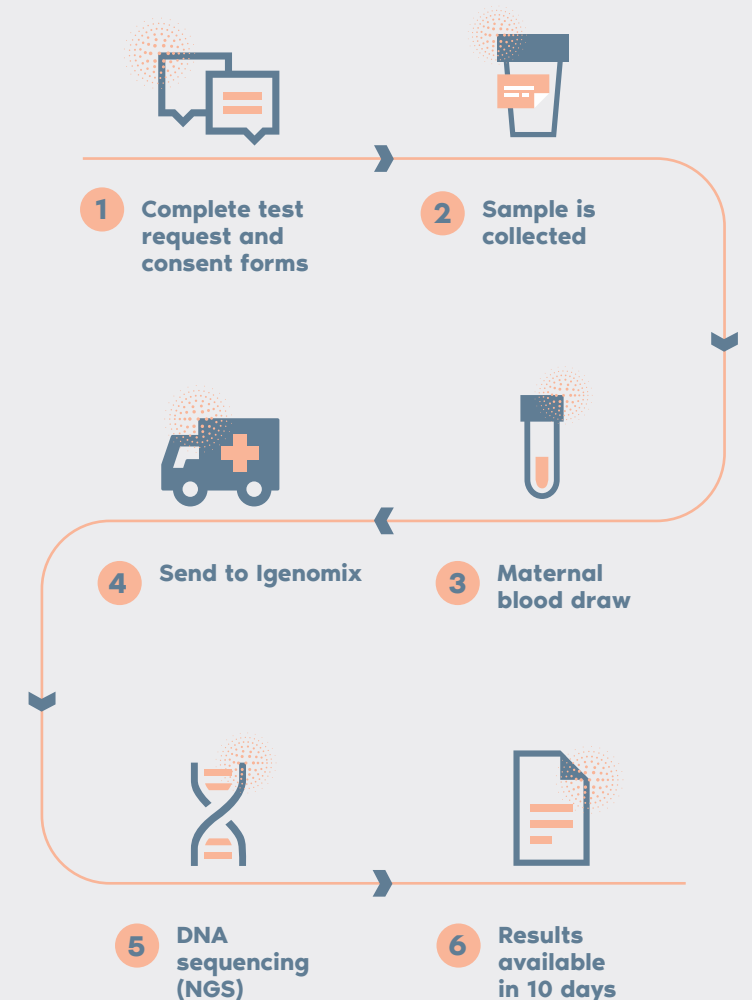 1
Complete test
request and
consent forms
2
Sample is
collected
3
Maternal
blood draw
4
Send to Igenomix
5
DNA
sequencing
(NGS)
6
Results
available
in 10 days